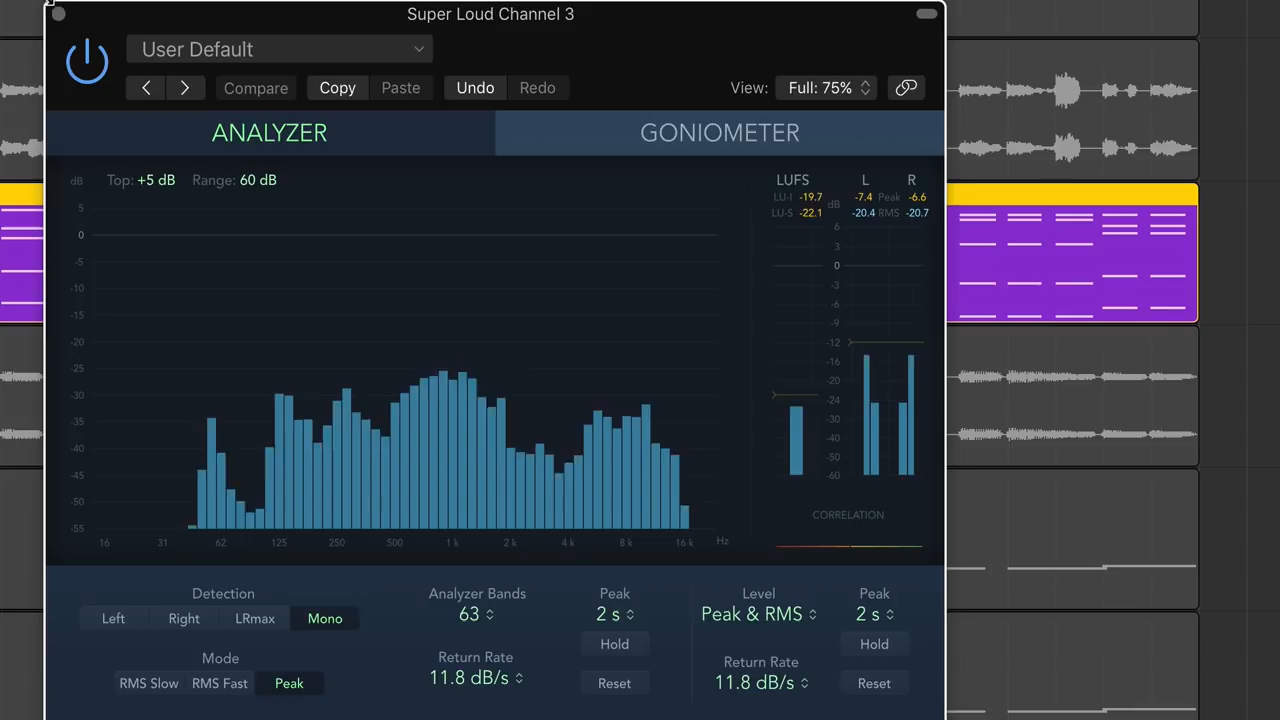 Super Loud Channel 3
User Default
Compare Copy Paste Undo Redo View: Full: 75%
ANALYZER GONIOMETER
dB Top: +5 dB Range: 60 dB
LUFS L R
LU-I -19.7 -7.4 Peak -6.6
LU-S -22.1 dB -20.4 RMS -20.7
5
0
-5
-10
-15
-20
-25
-30
-35
-40
-45
-50
-55
6
3
0
-3
-6
-9
-12
-16
-20
-24
-30
-40
-50
-60
CORRELATION
16 31 62 125 250 500 1 k 2 k 4 k 8 k 16 k Hz
Detection
Left Right LRmax Mono
Mode
RMS Slow RMS Fast Peak
Analyzer Bands
63
Return Rate
11.8 dB/s
Peak
2 s
Hold
Reset
Level
Peak & RMS
Return Rate
11.8 dB/s
Peak
2 s
Hold
Reset